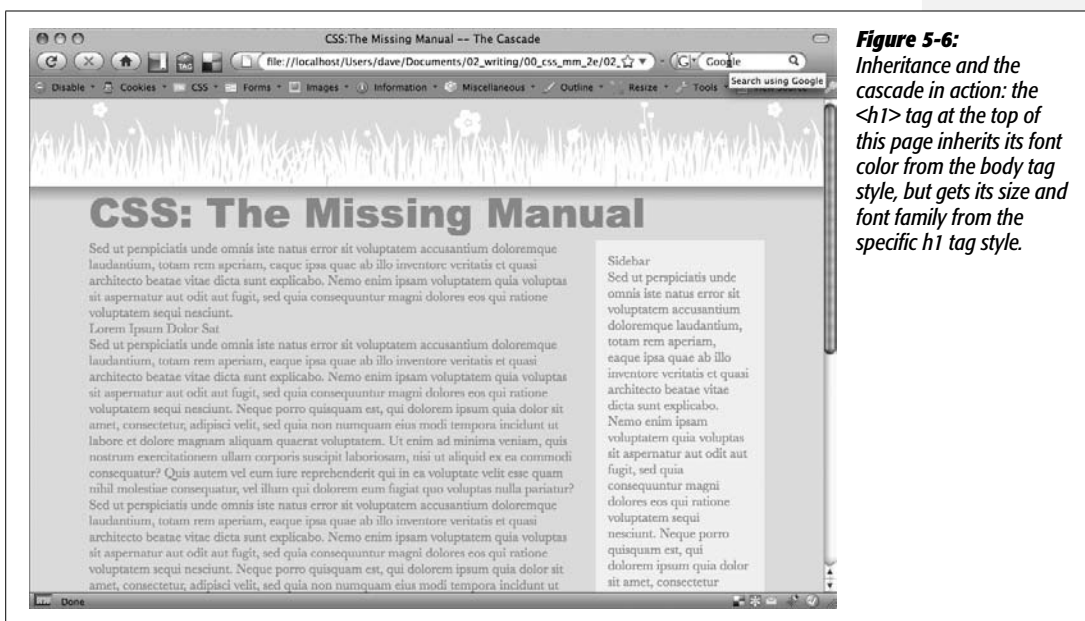 CSS:The Missing Manual -- The Cascade
TAG
file://localhost/Users/dave/Documents/02_writing/00_css_mm_2e/02_
G
Google
Search using Google
Disable
Cookies
CSS
Forms
Images
Information
Miscellaneous
Outline
Resize
Tools
View Source
CSS: The Missing Manual
Sed ut perspiciatis unde omnis iste natus error sit voluptatem accusantium doloremque
laudantium, totam rem aperiam, eaque ipsa quae ab illo inventore veritatis et quasi
architecto beatae vitae dicta sunt explicabo. Nemo enim ipsam voluptatem quia voluptas
sit aspernatur aut odit aut fugit, sed quia consequuntur magni dolores eos qui ratione
voluptatem sequi nesciunt.
Lorem Ipsum Dolor Sat
Sed ut perspiciatis unde omnis iste natus error sit voluptatem accusantium doloremque
laudantium, totam rem aperiam, eaque ipsa quae ab illo inventore veritatis et quasi
architecto beatae vitae dicta sunt explicabo. Nemo enim ipsam voluptatem quia voluptas
sit aspernatur aut odit aut fugit, sed quia consequuntur magni dolores eos qui ratione
voluptatem sequi nesciunt. Neque porro quisquam est, qui dolorem ipsum quia dolor sit
amet, consectetur, adipisci velit, sed quia non numquam eius modi tempora incidunt ut
labore et dolore magnam aliquam quaerat voluptatem. Ut enim ad minima veniam, quis
nostrum exercitationem ullam corporis suscipit laboriosam, nisi ut aliquid ex ea commodi
consequatur? Quis autem vel eum iure reprehenderit qui in ea voluptate velit esse quam
nihil molestiae consequatur, vel illum qui dolorem eum fugiat quo voluptas nulla pariatur?
Sed ut perspiciatis unde omnis iste natus error sit voluptatem accusantium doloremque
laudantium, totam rem aperiam, eaque ipsa quae ab illo inventore veritatis et quasi
architecto beatae vitae dicta sunt explicabo. Nemo enim ipsam voluptatem quia voluptas
sit aspernatur aut odit aut fugit, sed quia consequuntur magni dolores eos qui ratione
voluptatem sequi nesciunt. Neque porro quisquam est, qui dolorem ipsum quia dolor sit
amet, consectetur, adipisci velit, sed quia non numquam eius modi tempora incidunt ut
Sidebar
Sed ut perspiciatis unde
omnis iste natus error sit
voluptatem accusantium
doloremque laudantium,
totam rem aperiam,
eaque ipsa quae ab illo
inventore veritatis et quasi
architecto beatae vitae
dicta sunt explicabo.
Nemo enim ipsam
voluptatem quia voluptas
sit aspernatur aut odit aut
fugit, sed quia
consequuntur magni
dolores eos qui ratione
voluptatem sequi
nesciunt. Neque porro
quisquam est, qui
dolorem ipsum quia dolor
sit amet, consectetur
Done
Figure 5-6:
Inheritance and the
cascade in action: the
<h1> tag at the top of
this page inherits its font
color from the body tag
style, but gets its size and
font family from the
specific h1 tag style.